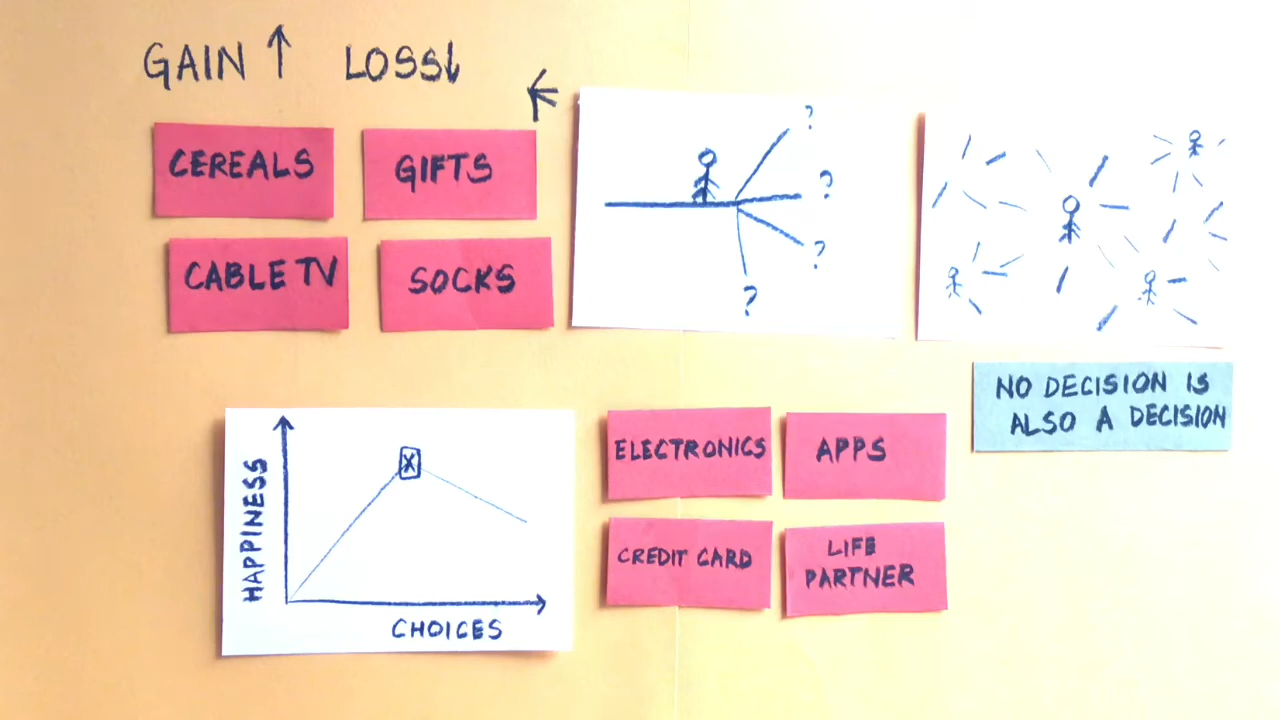 GAIN ↑ LOSS↓
←
CEREALS
GIFTS
CABLE TV
SOCKS
?
?
?
?
NO DECISION IS
ALSO A DECISION
HAPPINESS
X
CHOICES
ELECTRONICS
APPS
CREDIT CARD
LIFE
PARTNER